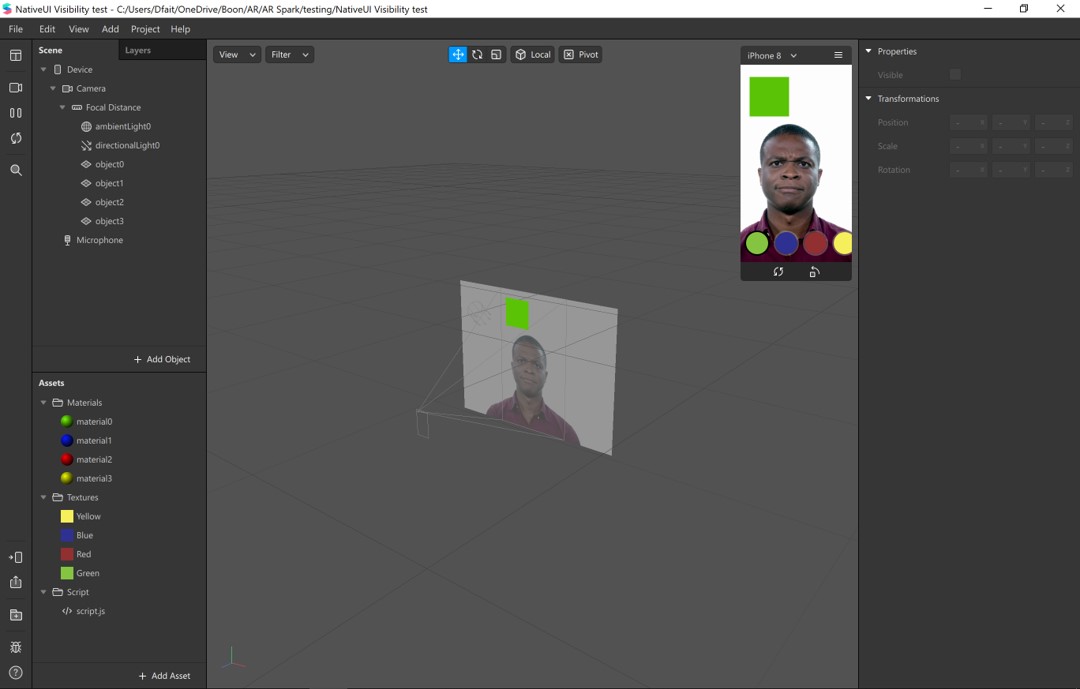 NativeUI Visibility test - C:/Users/Dfait/OneDrive/Boon/AR/AR Spark/testing/NativeUI Visibility test
File Edit View Add Project Help
Scene Layers
Device
Camera
Focal Distance
ambientLight0
directionalLight0
object0
object1
object2
object3
Microphone
+ Add Object
Assets
Materials
material0
material1
material2
material3
Textures
Yellow
Blue
Red
Green
Script
script.js
+ Add Asset
View Filter
Local Pivot
iPhone 8
Properties
Visible
Transformations
Position - - -
Scale - - -
Rotation - - -